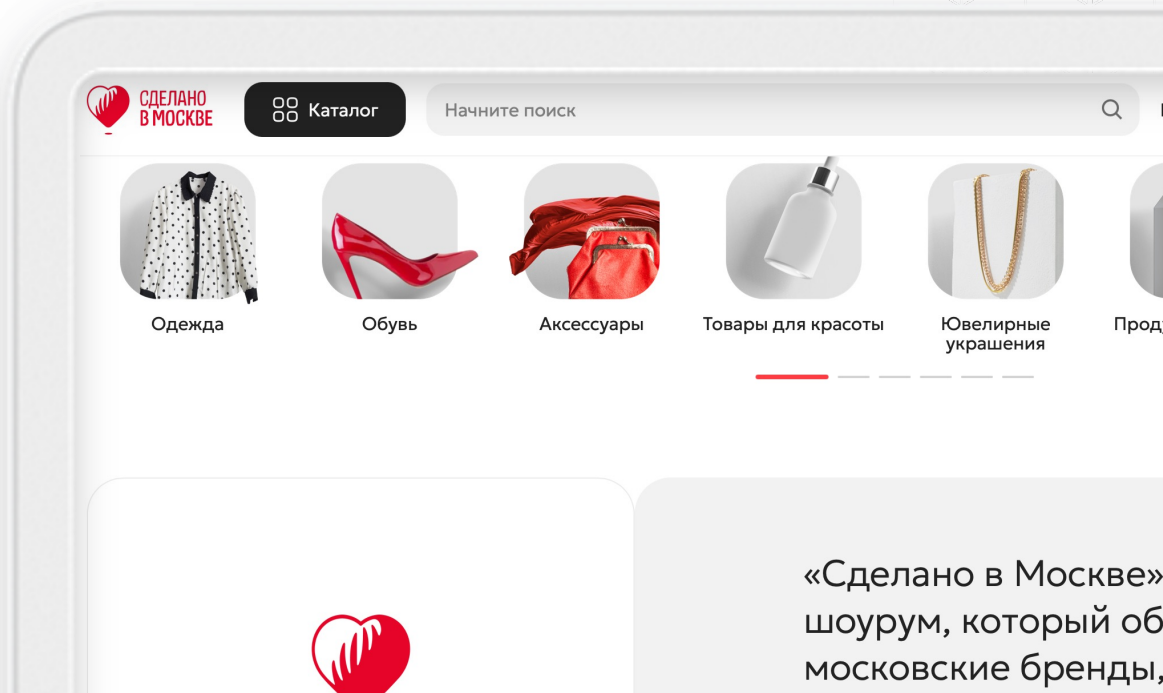 СДЕЛАНО
В МОСКВЕ
Каталог
Начните поиск
Одежда
Обувь
Аксессуары
Товары для красоты
Ювелирные
украшения
«Сделано в Москве»
шоурум, который
московские бренды,